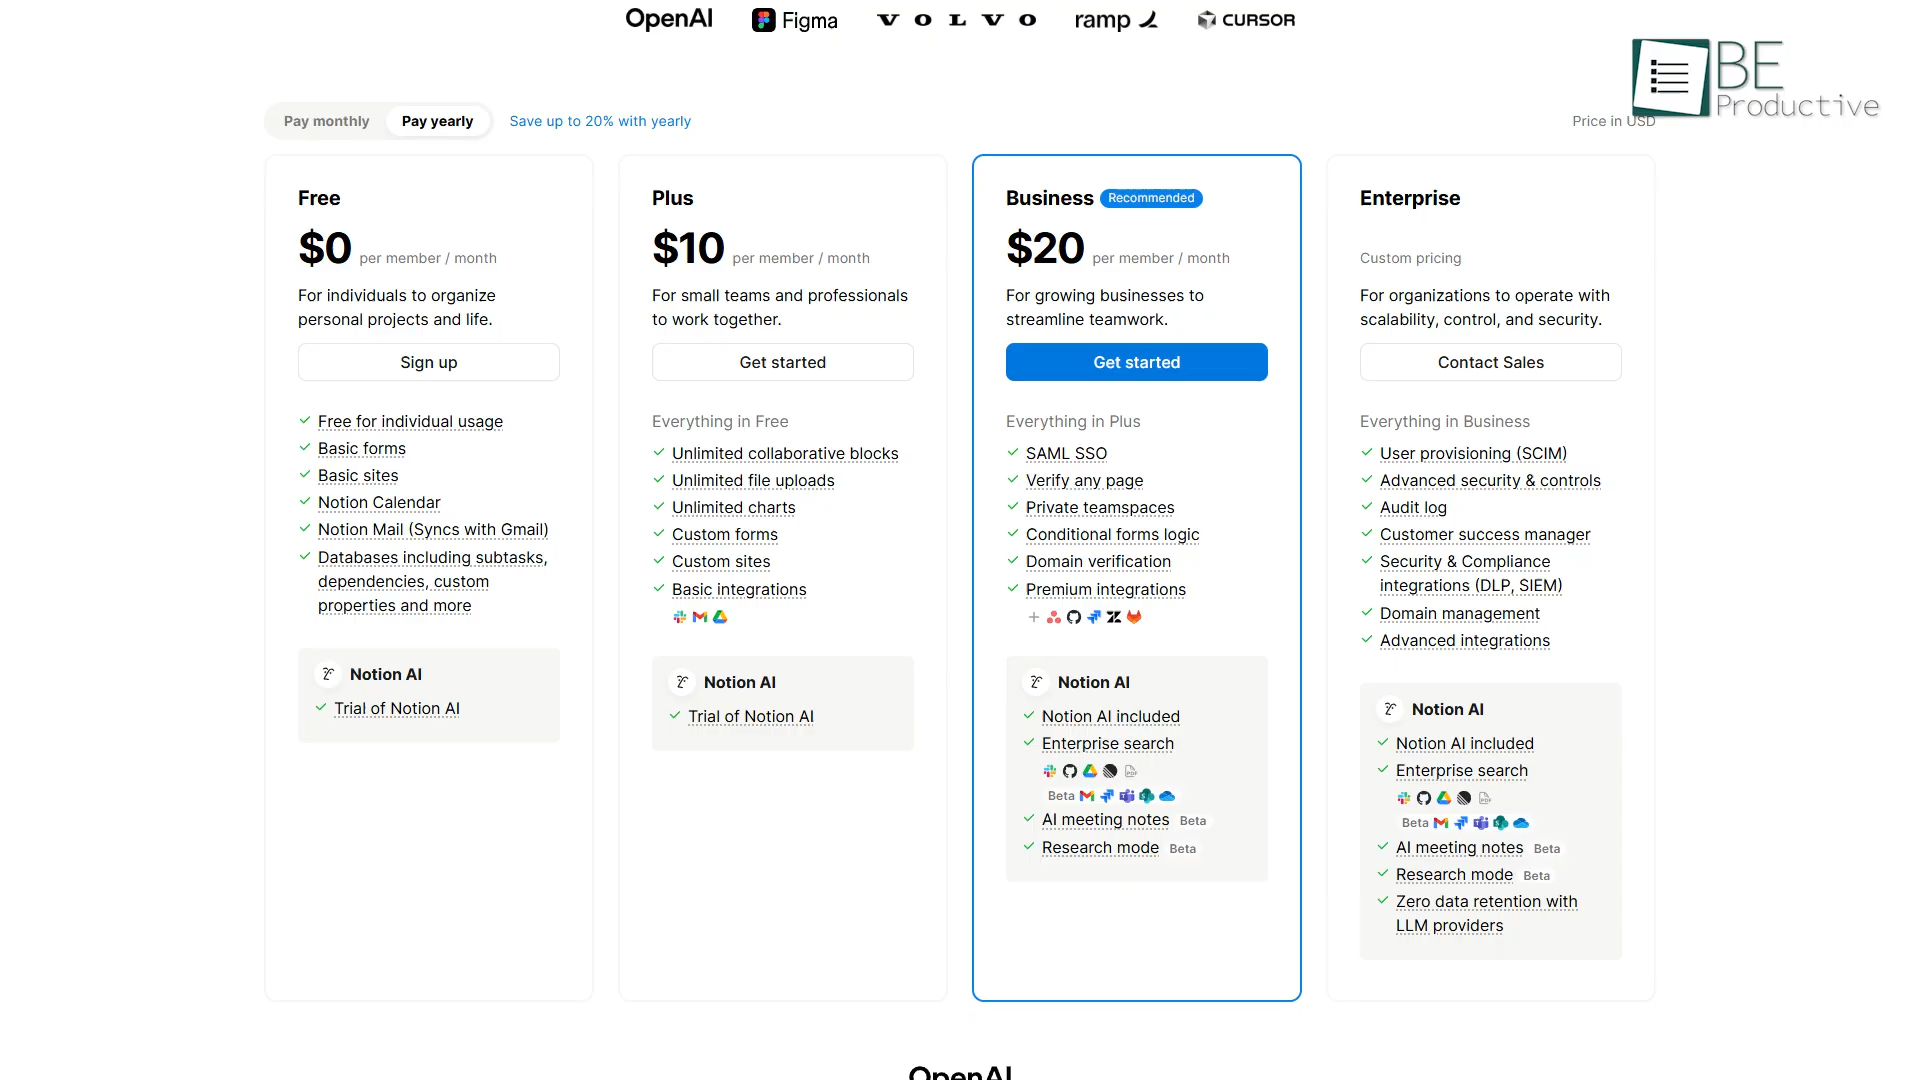 OpenAI Figma VOLVO ramp CURSOR
BE
Productive
Pay monthly Pay yearly Save up to 20% with yearly
Price in USD
Free
$0 per member / month
For individuals to organize
personal projects and life.
Sign up
Free for individual usage
Basic forms
Basic sites
Notion Calendar
Notion Mail (Syncs with Gmail)
Databases including subtasks,
dependencies, custom
properties and more
Notion AI
Trial of Notion AI
Plus
$10 per member / month
For small teams and professionals
to work together.
Get started
Everything in Free
Unlimited collaborative blocks
Unlimited file uploads
Unlimited charts
Custom forms
Custom sites
Basic integrations
Notion AI
Trial of Notion AI
Business Recommended
$20 per member / month
For growing businesses to
streamline teamwork.
Get started
Everything in Plus
SAML SSO
Verify any page
Private teamspaces
Conditional forms logic
Domain verification
Premium integrations
Notion AI
Notion AI included
Enterprise search
PDF
Beta
AI meeting notes Beta
Research mode Beta
Enterprise
Custom pricing
For organizations to operate with
scalability, control, and security.
Contact Sales
Everything in Business
User provisioning (SCIM)
Advanced security & controls
Audit log
Customer success manager
Security & Compliance
integrations (DLP, SIEM)
Domain management
Advanced integrations
Notion AI
Notion AI included
Enterprise search
PDF
Beta
AI meeting notes Beta
Research mode Beta
Zero data retention with
LLM providers
OpenAI